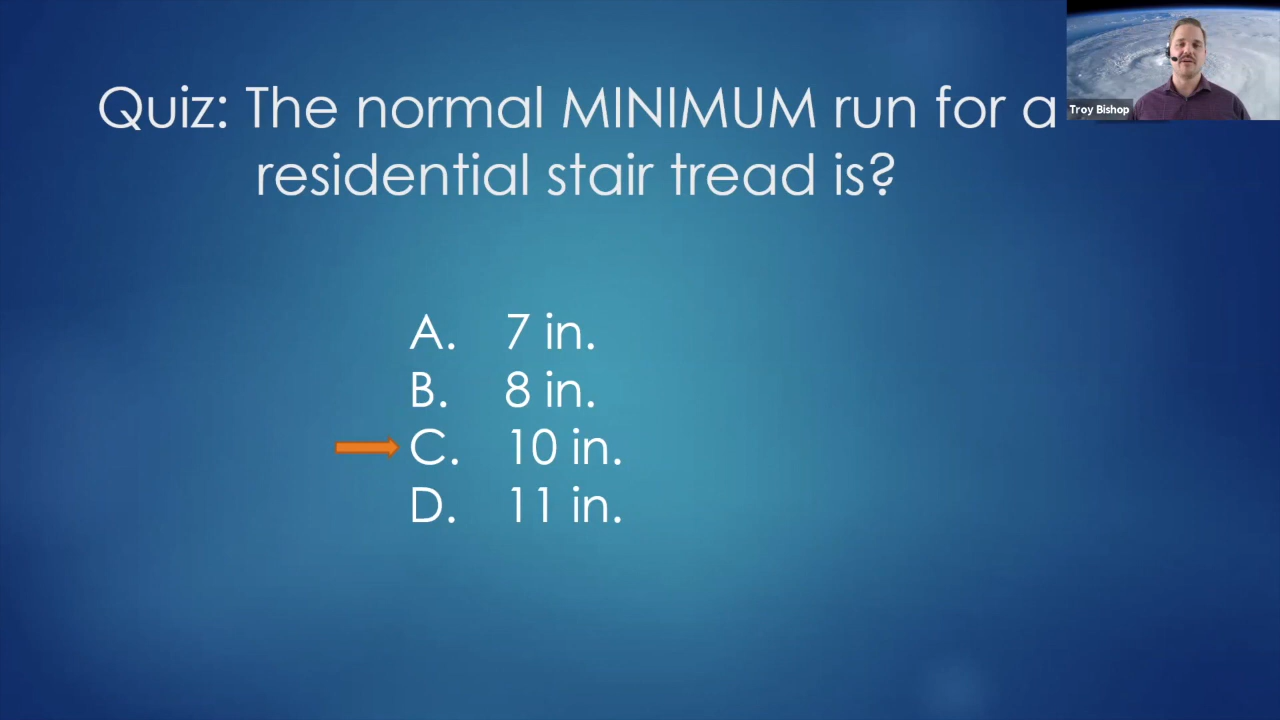 Quiz: The normal MINIMUM run for a
residential stair tread is?
Troy Bishop
A. 7 in.
B. 8 in.
C. 10 in.
D. 11 in.